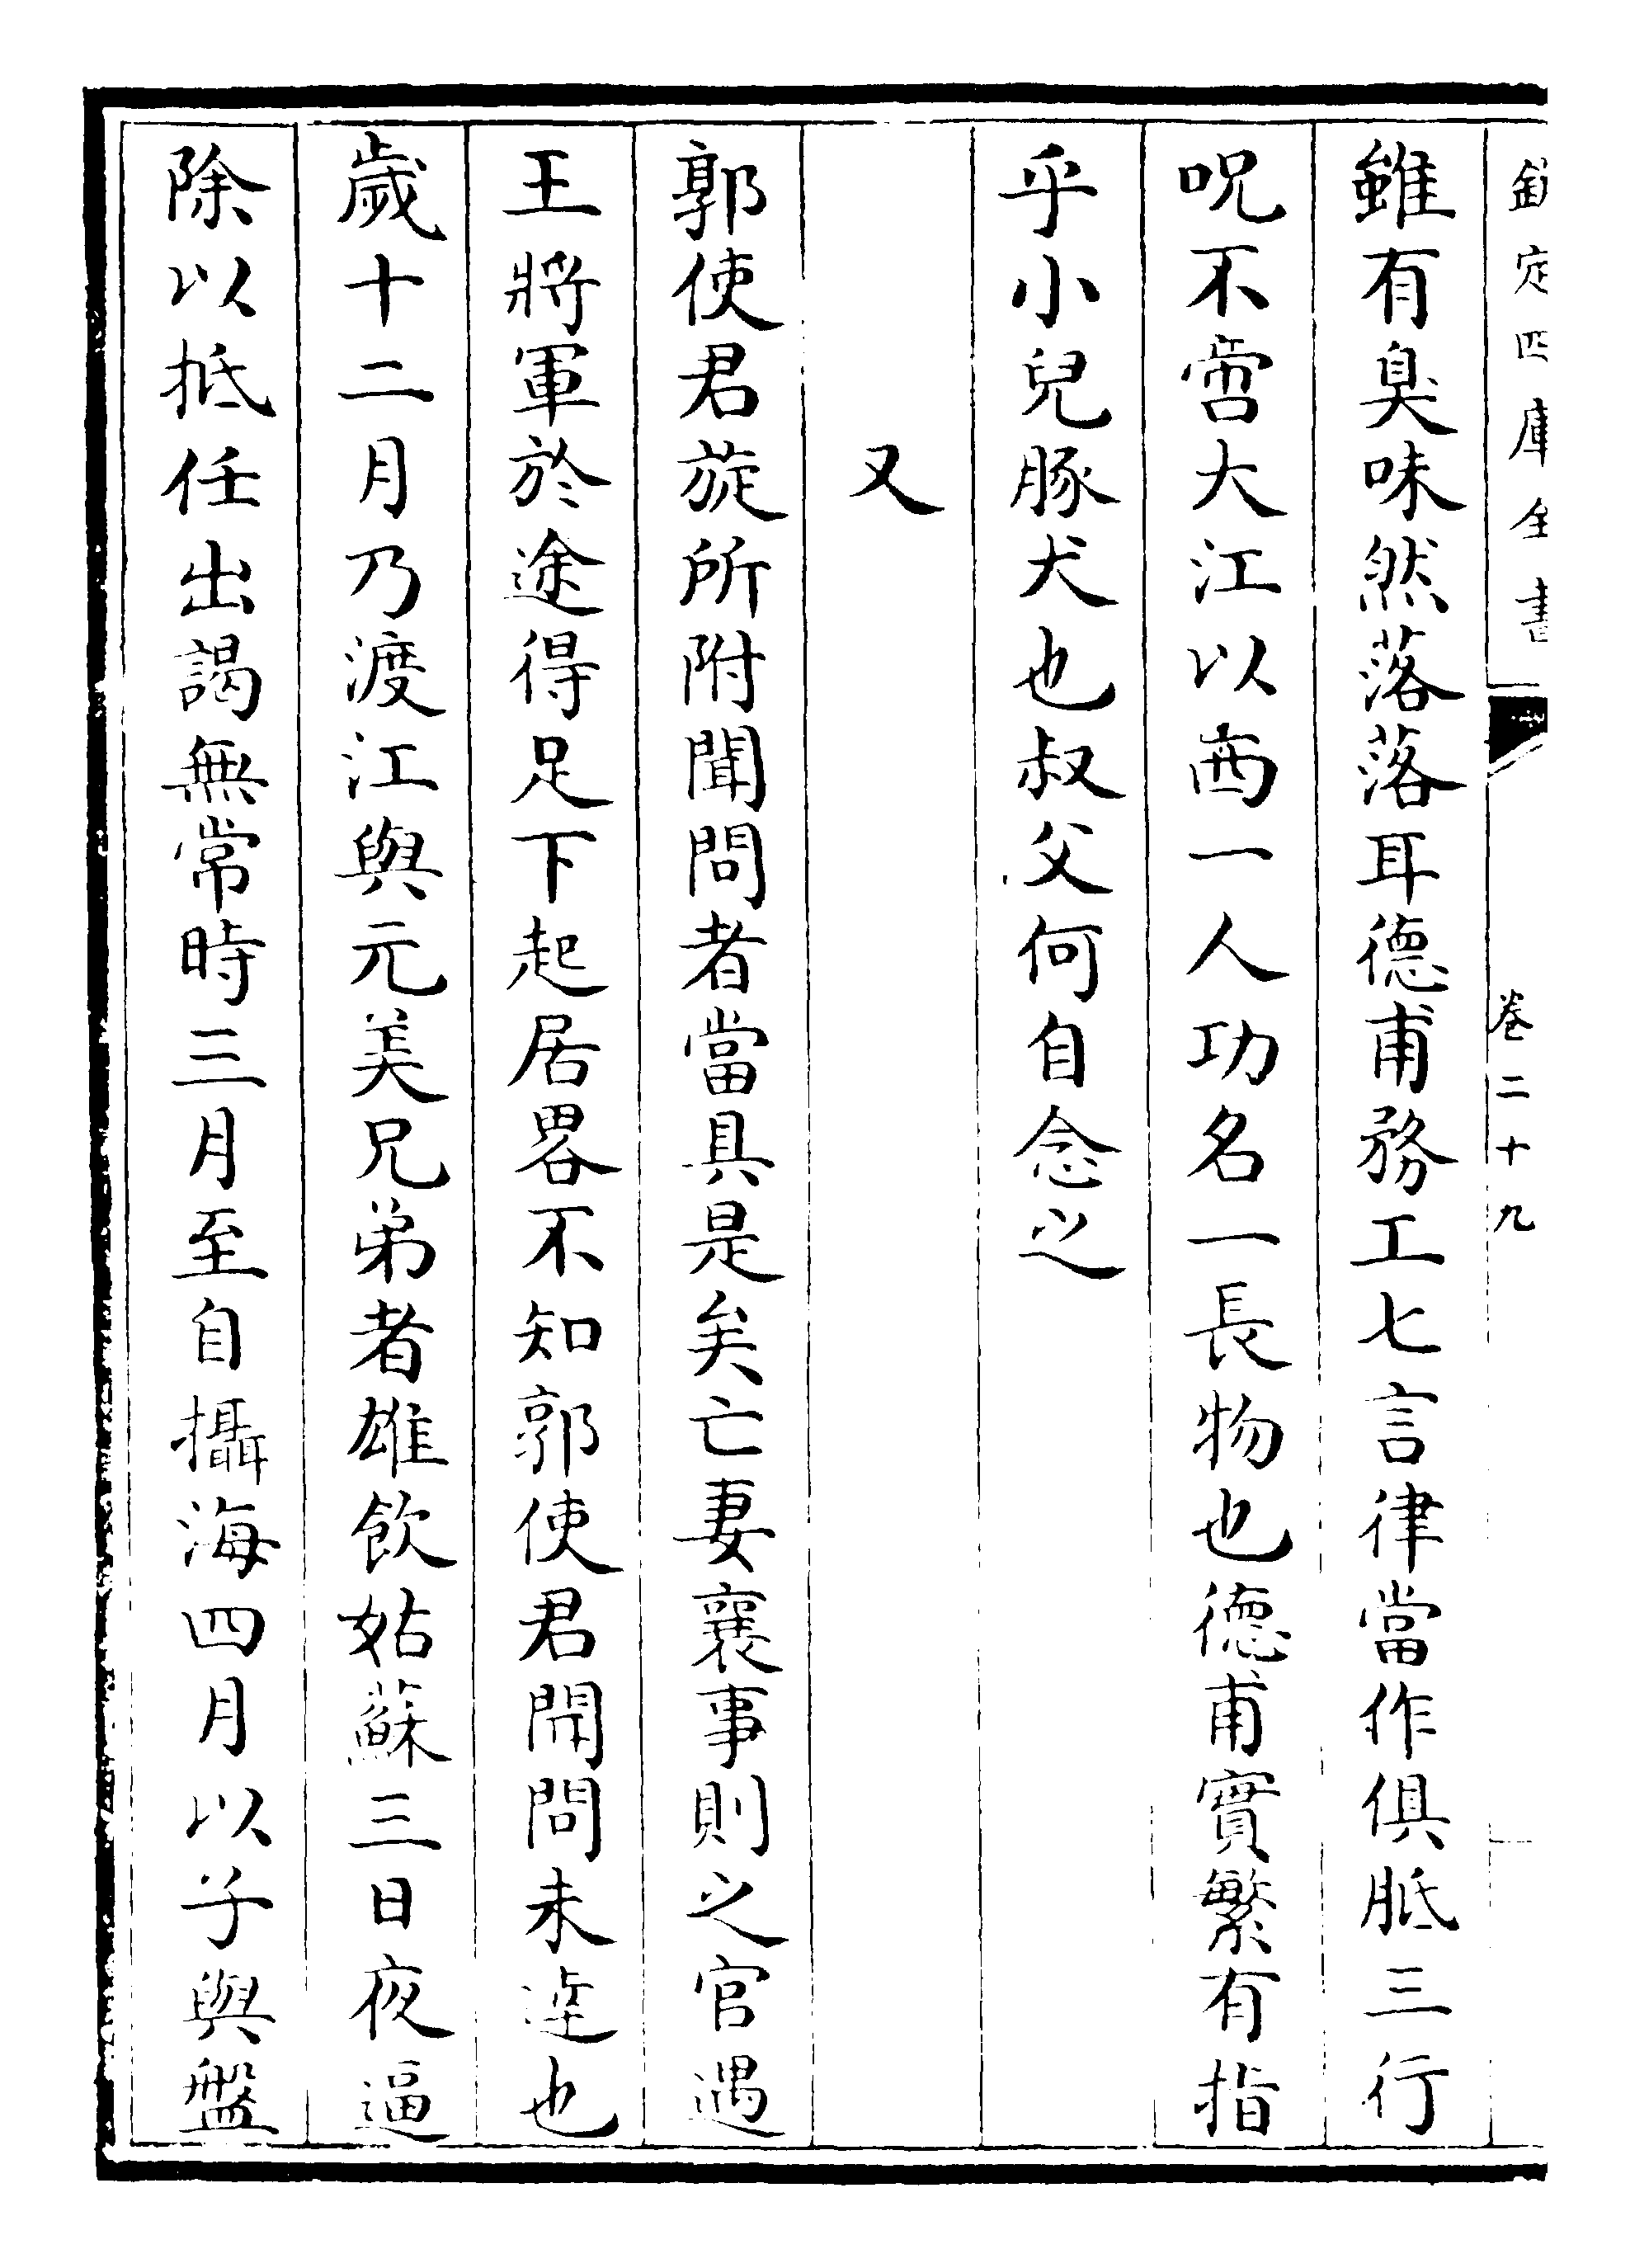 欽定四庫全書
卷二十九
雖有臭味然落落耳德甫務工七言律當作俱胝三行
呪不啻大江以西一人功名一長物也德甫實繁有指
乎小兒豚犬也叔父何自念之
又
郭使君旋所附聞問者當具是矣亡妻襄事則之官遇
王將軍於途得足下起居畧不知郭使君聞問未達也
歲十二月乃渡江與元美兄弟者雄飲姑蘇三日夜逼
除以抵任出謁無常時三月至自攝海四月以予與盤